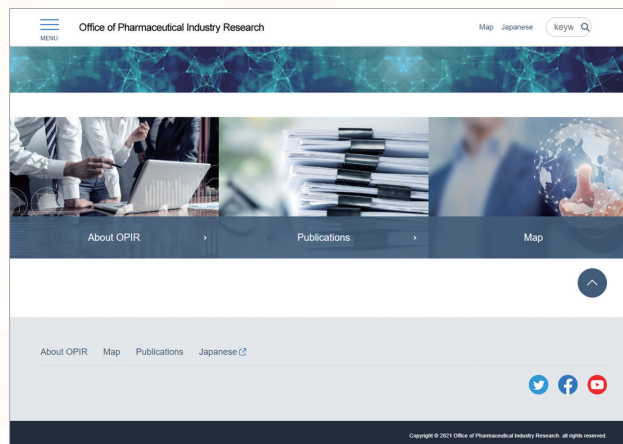 MENU
Office of Pharmaceutical Industry Research
Map Japanese
keyw
About OPIR
Publications
Map
About OPIR Map Publications Japanese
Copyright © 2021 Office of Pharmaceutical Industry Research. all rights reserved.